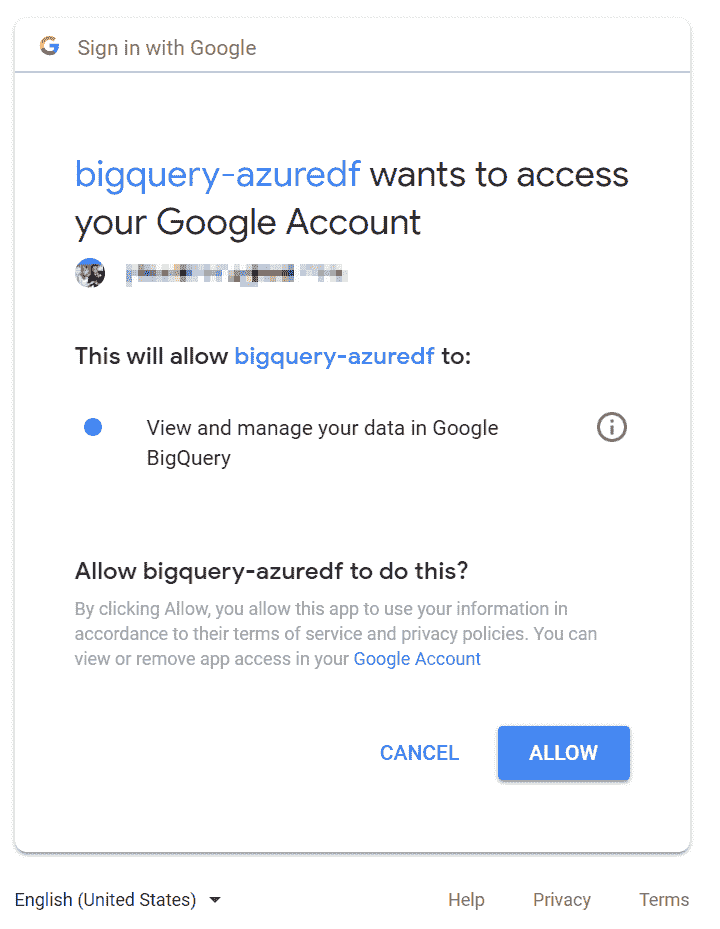 Sign in with Google
bigquery-azuredf wants to access
your Google Account
This will allow bigquery-azuredf to:
View and manage your data in Google
BigQuery
Allow bigquery-azuredf to do this?
By clicking Allow, you allow this app to use your information in
accordance to their terms of service and privacy policies. You can
view or remove app access in your Google Account
CANCEL ALLOW
English (United States) Help Privacy Terms